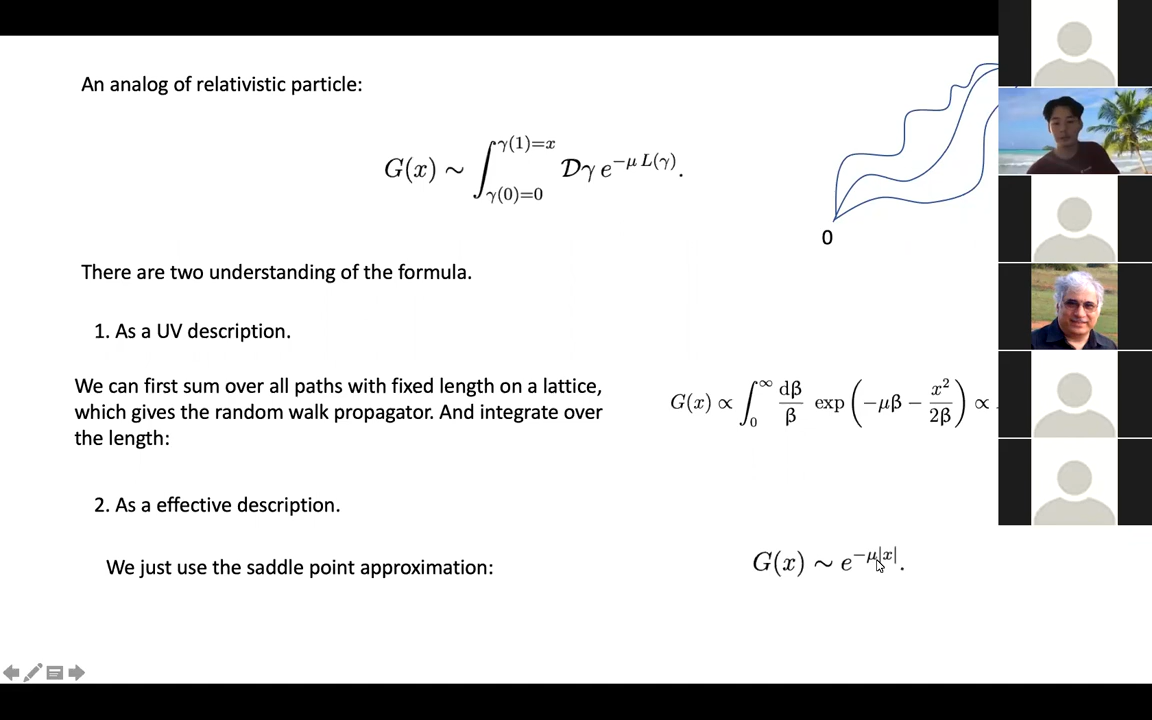 An analog of relativistic particle:
G(x) ∼ ∫_{γ(0)=0}^{γ(1)=x} 𝒟γ e^{−μ L(γ)}.
0
There are two understanding of the formula.
1. As a UV description.
We can first sum over all paths with fixed length on a lattice,
which gives the random walk propagator. And integrate over
the length:
G(x) ∝ ∫_0^∞ dβ/β exp(−μβ − x²/2β) ∝
2. As a effective description.
We just use the saddle point approximation:
G(x) ∼ e^{−μ|x|}.